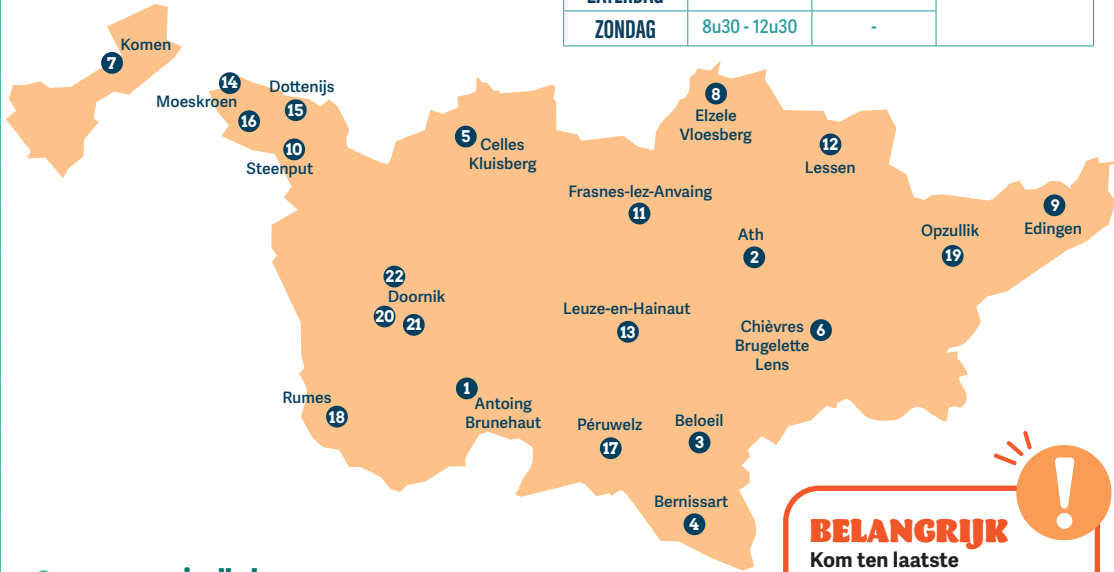 ZATERDAG
ZONDAG 8u30 - 12u30 -
Komen
7
14
Moeskroen
16
Dottenijs
15
10
Steenput
5
Celles
Kluisberg
8
Elzele
Vloesberg
12
Lessen
Frasnes-lez-Anvaing
11
Ath
2
9
Edingen
Opzullik
19
22
Doornik
20
21
Leuze-en-Hainaut
13
Chièvres
Brugelette
Lens
6
1
Antoing
Brunehaut
Rumes
18
Péruwelz
17
Beloeil
3
Bernissart
4
!
BELANGRIJK
Kom ten laatste